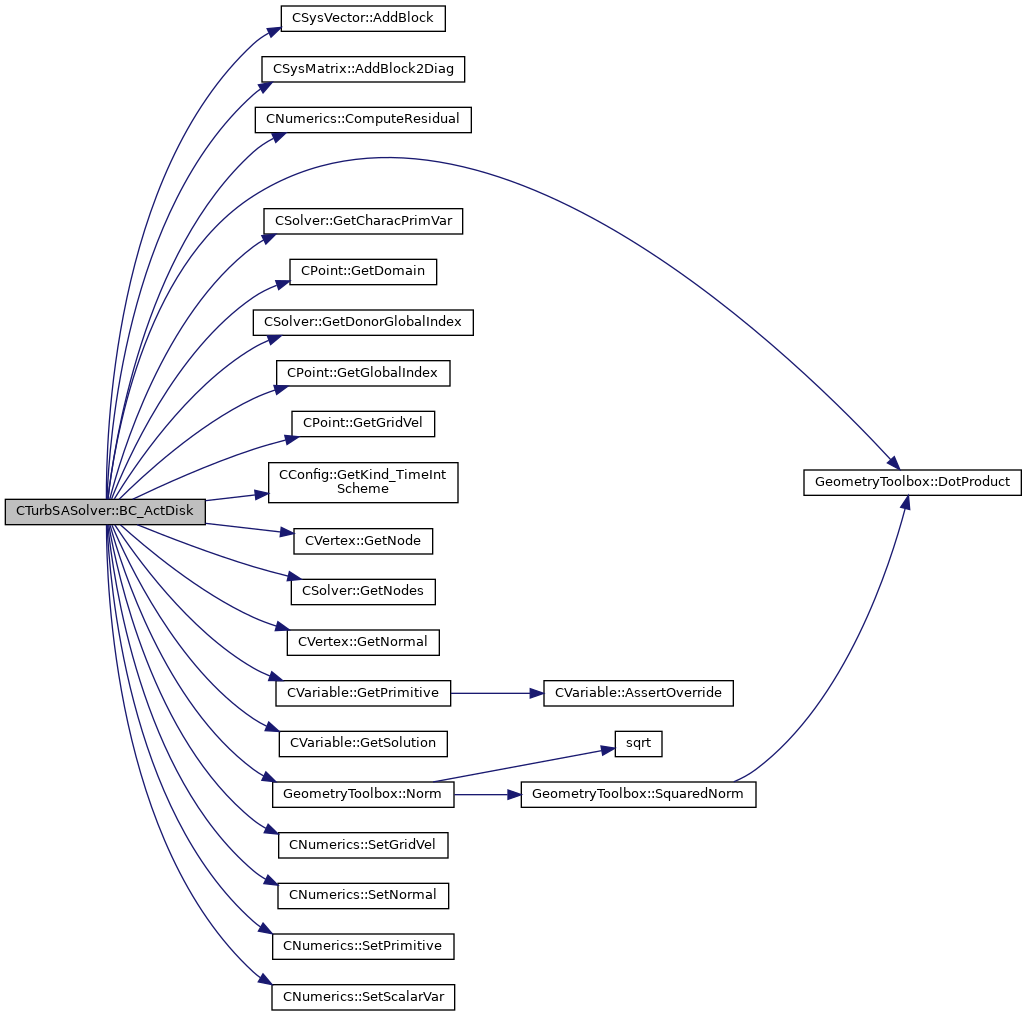 CSysVector::AddBlock
CSysMatrix::AddBlock2Diag
CNumerics::ComputeResidual
CSolver::GetCharacPrimVar
CPoint::GetDomain
CSolver::GetDonorGlobalIndex
CPoint::GetGlobalIndex
CPoint::GetGridVel
CConfig::GetKind_TimeInt
Scheme
GeometryToolbox::DotProduct
CTurbSASolver::BC_ActDisk
CVertex::GetNode
CSolver::GetNodes
CVertex::GetNormal
CVariable::GetPrimitive
CVariable::AssertOverride
CVariable::GetSolution
sqrt
GeometryToolbox::Norm
GeometryToolbox::SquaredNorm
CNumerics::SetGridVel
CNumerics::SetNormal
CNumerics::SetPrimitive
CNumerics::SetScalarVar